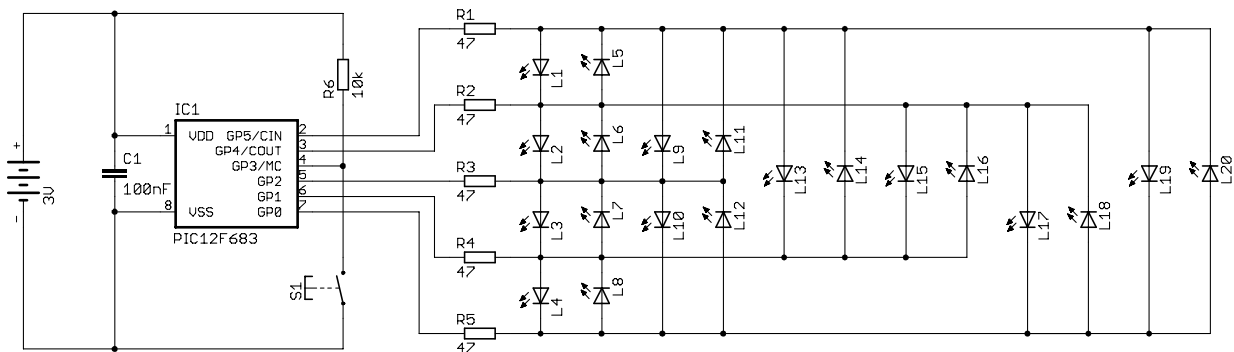 R1
47
L1
L5
R6
10k
R2
47
IC1
1
VDD
GP5/CIN
2
GP4/COUT
3
GP3/MC
4
GP2
5
GP1
6
8
VSS
GP0
7
PIC12F683
+
3V
-
C1
100nF
L2
L6
L9
L11
R3
47
L13
L14
L15
L16
L19
L20
L3
L7
L10
L12
L17
L18
R4
47
S1
L4
L8
R5
47